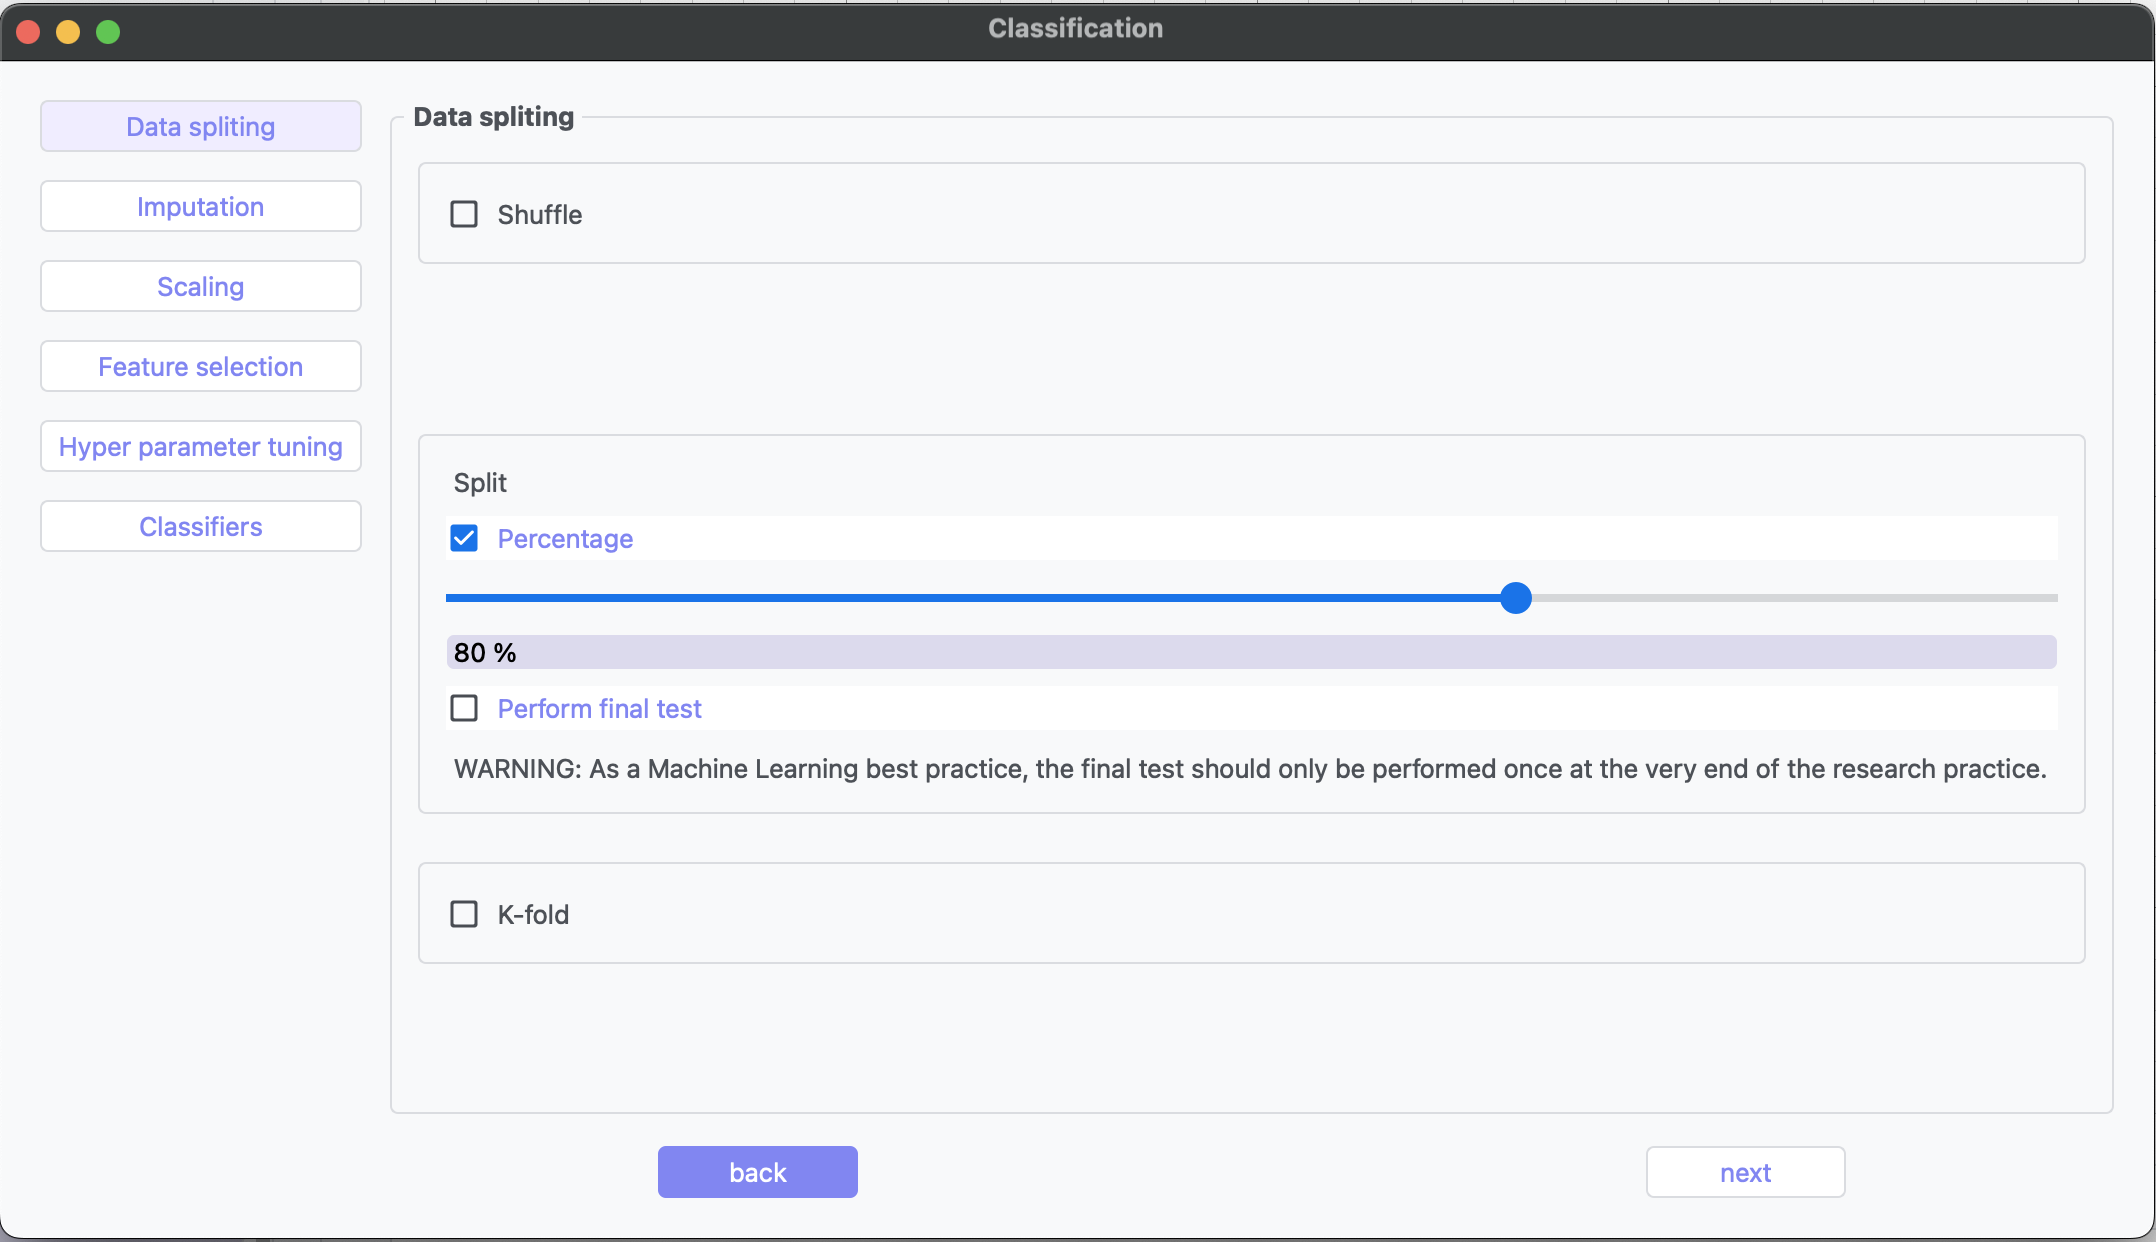 Classification
Data spliting
Imputation
Scaling
Feature selection
Hyper parameter tuning
Classifiers
Data spliting
Shuffle
Split
Percentage
80 %
Perform final test
WARNING: As a Machine Learning best practice, the final test should only be performed once at the very end of the research practice.
K-fold
back
next